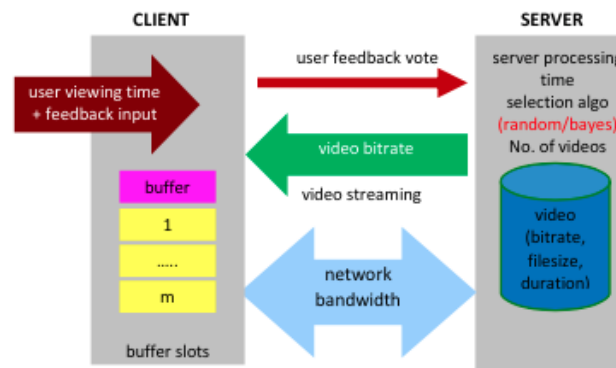 CLIENT
SERVER
user viewing time
+ feedback input
user feedback vote
video bitrate
video streaming
network
bandwidth
buffer
1
.....
m
buffer slots
server processing
time
selection algo
(random/bayes)
No. of videos
video
(bitrate,
filesize,
duration)